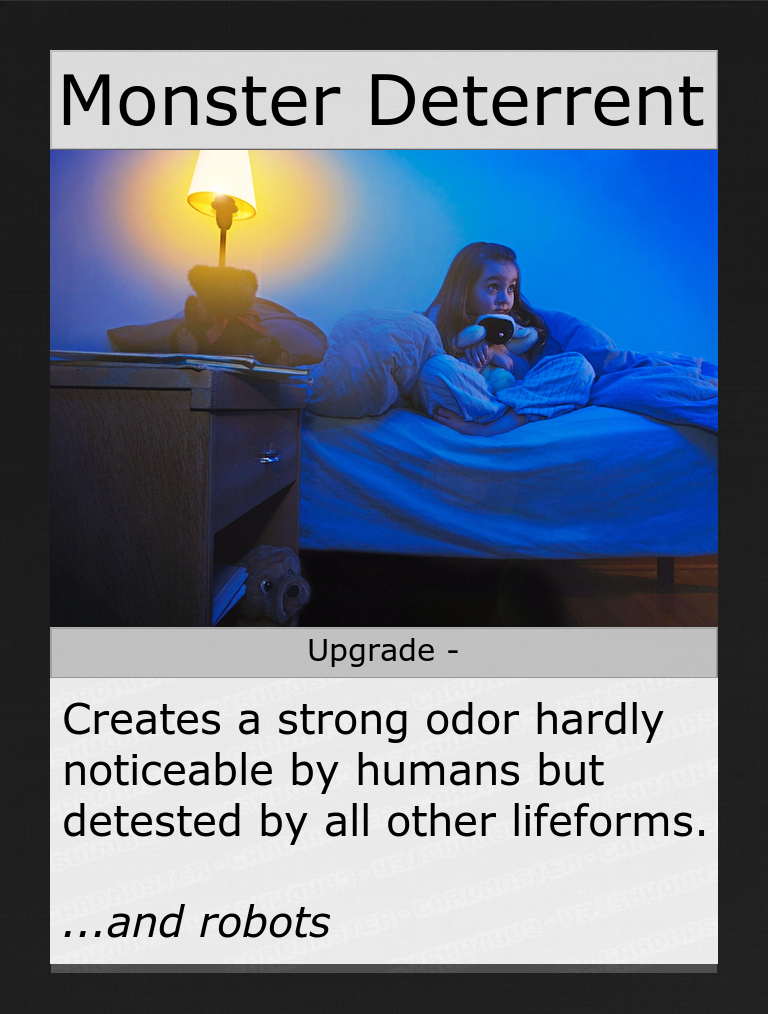 Monster Deterrent
Upgrade -
Creates a strong odor hardly
noticeable by humans but
detested by all other lifeforms.
...and robots